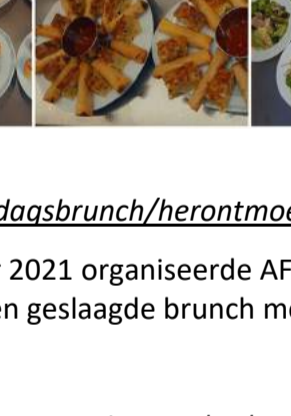 dagsbrunch/herontmoe
2021 organiseerde AF
en geslaagde brunch me